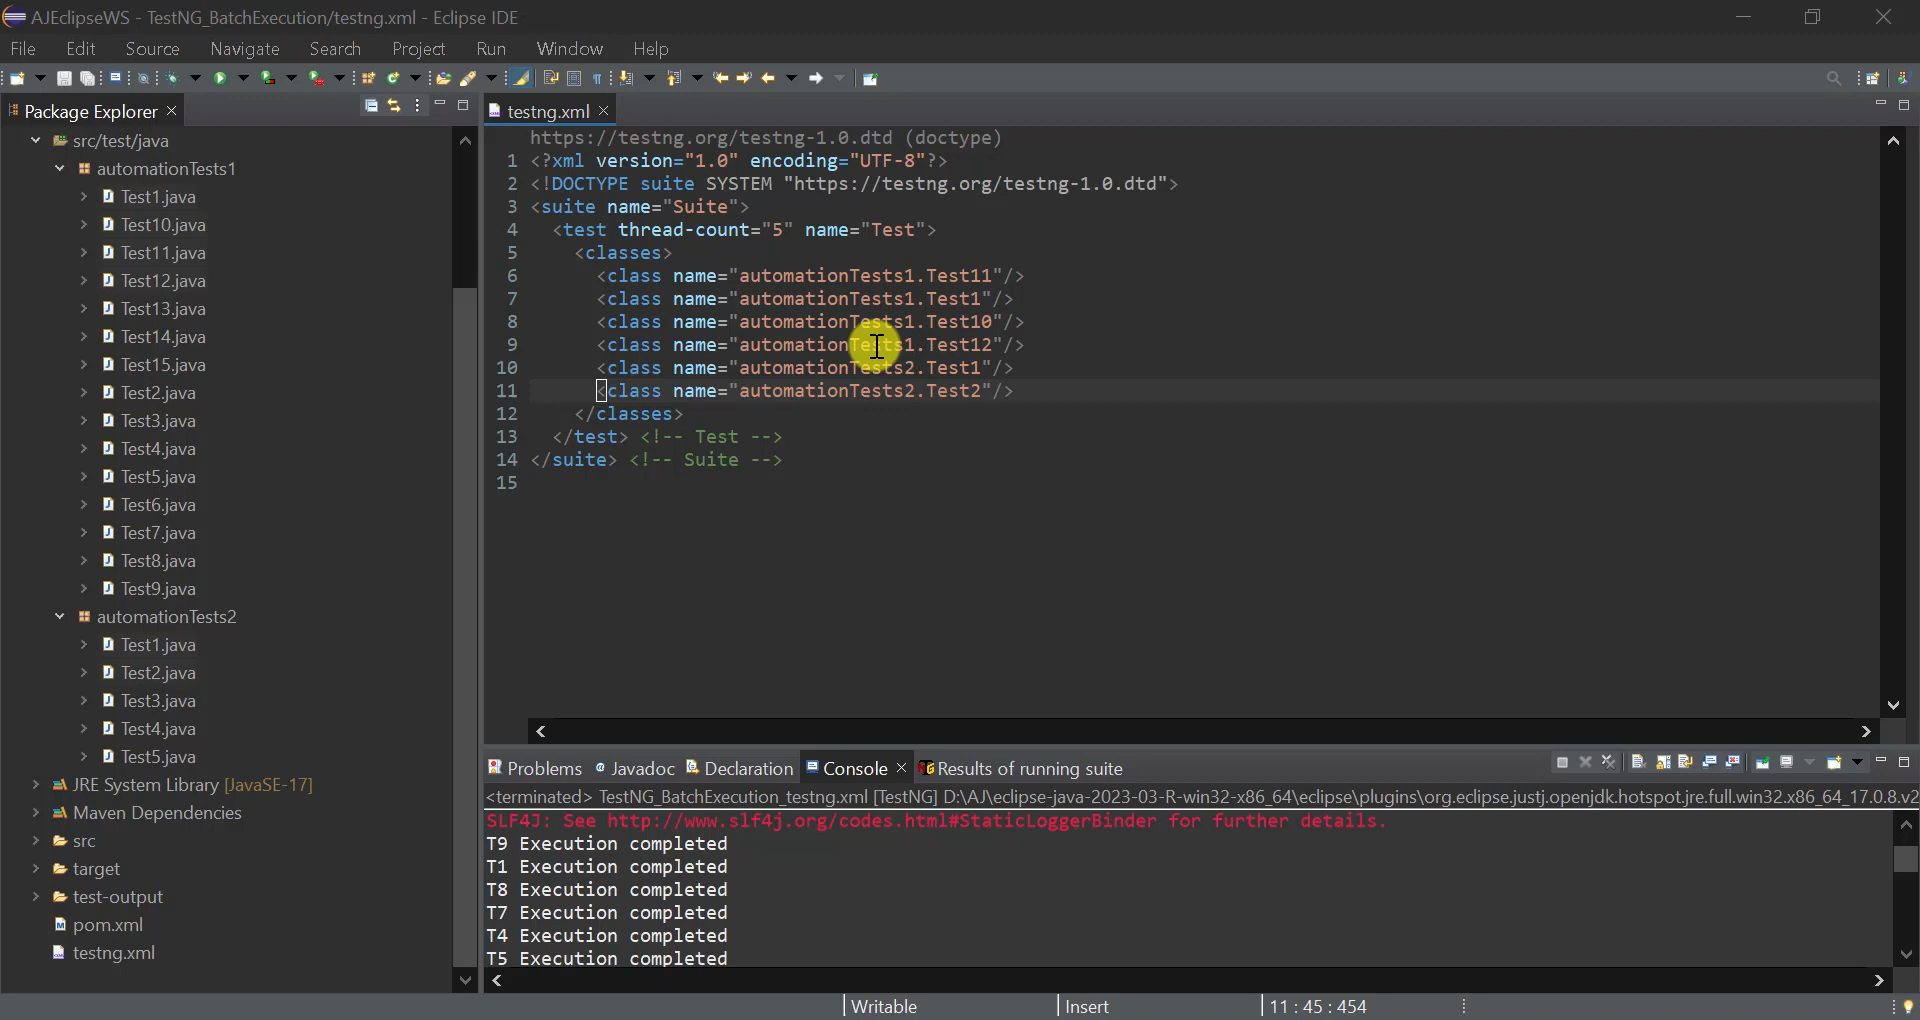 AJEclipseWS - TestNG_BatchExecution/testng.xml - Eclipse IDE
File Edit Source Navigate Search Project Run Window Help
Package Explorer
src/test/java
automationTests1
Test1.java
Test10.java
Test11.java
Test12.java
Test13.java
Test14.java
Test15.java
Test2.java
Test3.java
Test4.java
Test5.java
Test6.java
Test7.java
Test8.java
Test9.java
automationTests2
Test1.java
Test2.java
Test3.java
Test4.java
Test5.java
JRE System Library [JavaSE-17]
Maven Dependencies
src
target
test-output
pom.xml
testng.xml
testng.xml
https://testng.org/testng-1.0.dtd (doctype)
1 <?xml version="1.0" encoding="UTF-8"?>
2 <!DOCTYPE suite SYSTEM "https://testng.org/testng-1.0.dtd">
3 <suite name="Suite">
4 <test thread-count="5" name="Test">
5 <classes>
6 <class name="automationTests1.Test11"/>
7 <class name="automationTests1.Test1"/>
8 <class name="automationTests1.Test10"/>
9 <class name="automationTests1.Test12"/>
10 <class name="automationTests2.Test1"/>
11 <class name="automationTests2.Test2"/>
12 </classes>
13 </test> <!-- Test -->
14 </suite> <!-- Suite -->
15
Problems Javadoc Declaration Console Results of running suite
<terminated> TestNG_BatchExecution_testng.xml [TestNG] D:\AJ\eclipse-java-2023-03-R-win32-x86_64\eclipse\plugins\org.eclipse.justj.openjdk.hotspot.jre.full.win32.x86_64_17.0.8.v2
SLF4J: See http://www.slf4j.org/codes.html#StaticLoggerBinder for further details.
T9 Execution completed
T1 Execution completed
T8 Execution completed
T7 Execution completed
T4 Execution completed
T5 Execution completed
Writable Insert 11 : 45 : 454